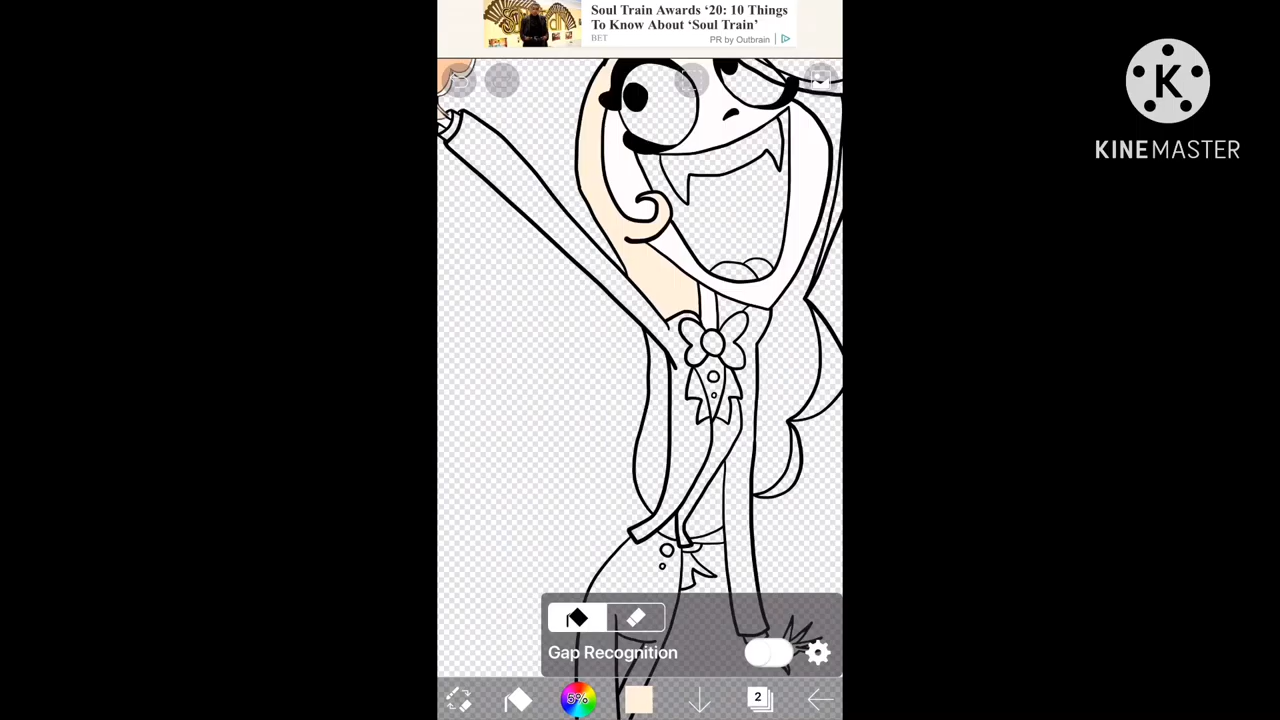 Soul Train Awards ‘20: 10 Things
To Know About ‘Soul Train’
BET
PR by Outbrain
K
KINEMASTER
Gap Recognition
5%
2